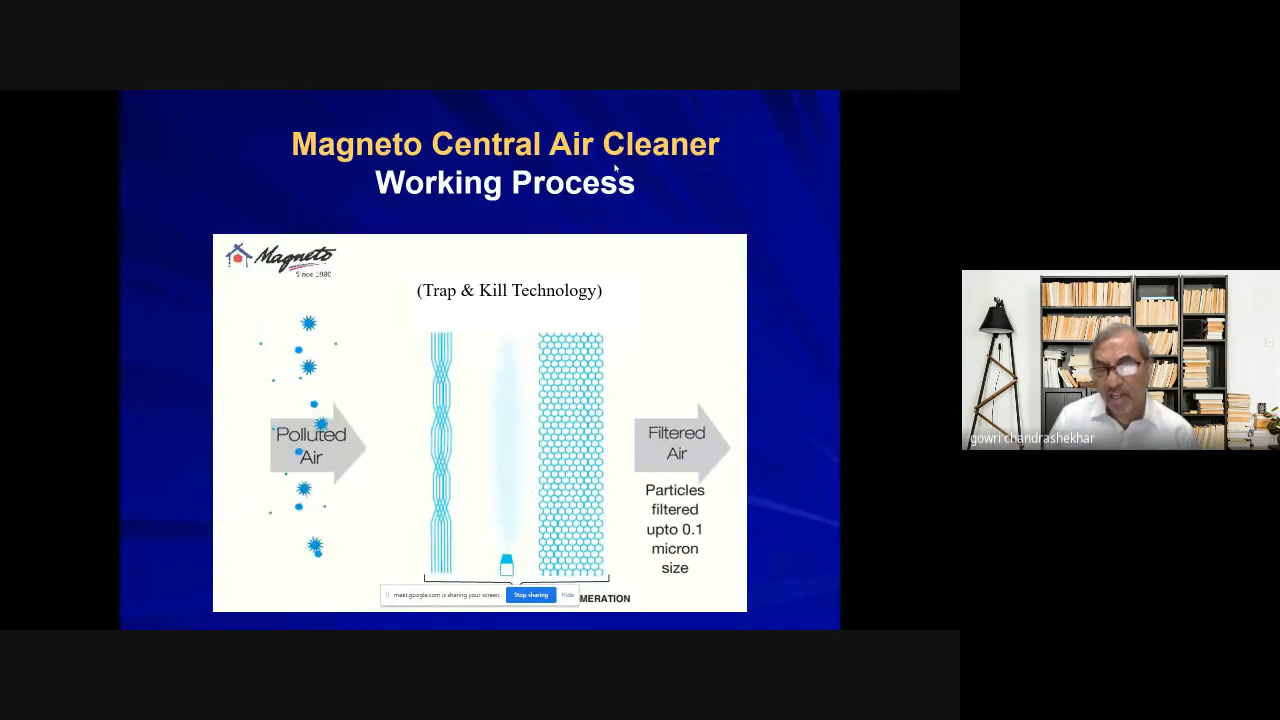 Magneto Central Air Cleaner
Working Process
Magneto
Since 1980
(Trap & Kill Technology)
Polluted
Air
Filtered
Air
Particles
filtered
upto 0.1
micron
size
meet.google.com is sharing your screen.
Stop sharing
Hide
MERATION
gowri chandrashekhar